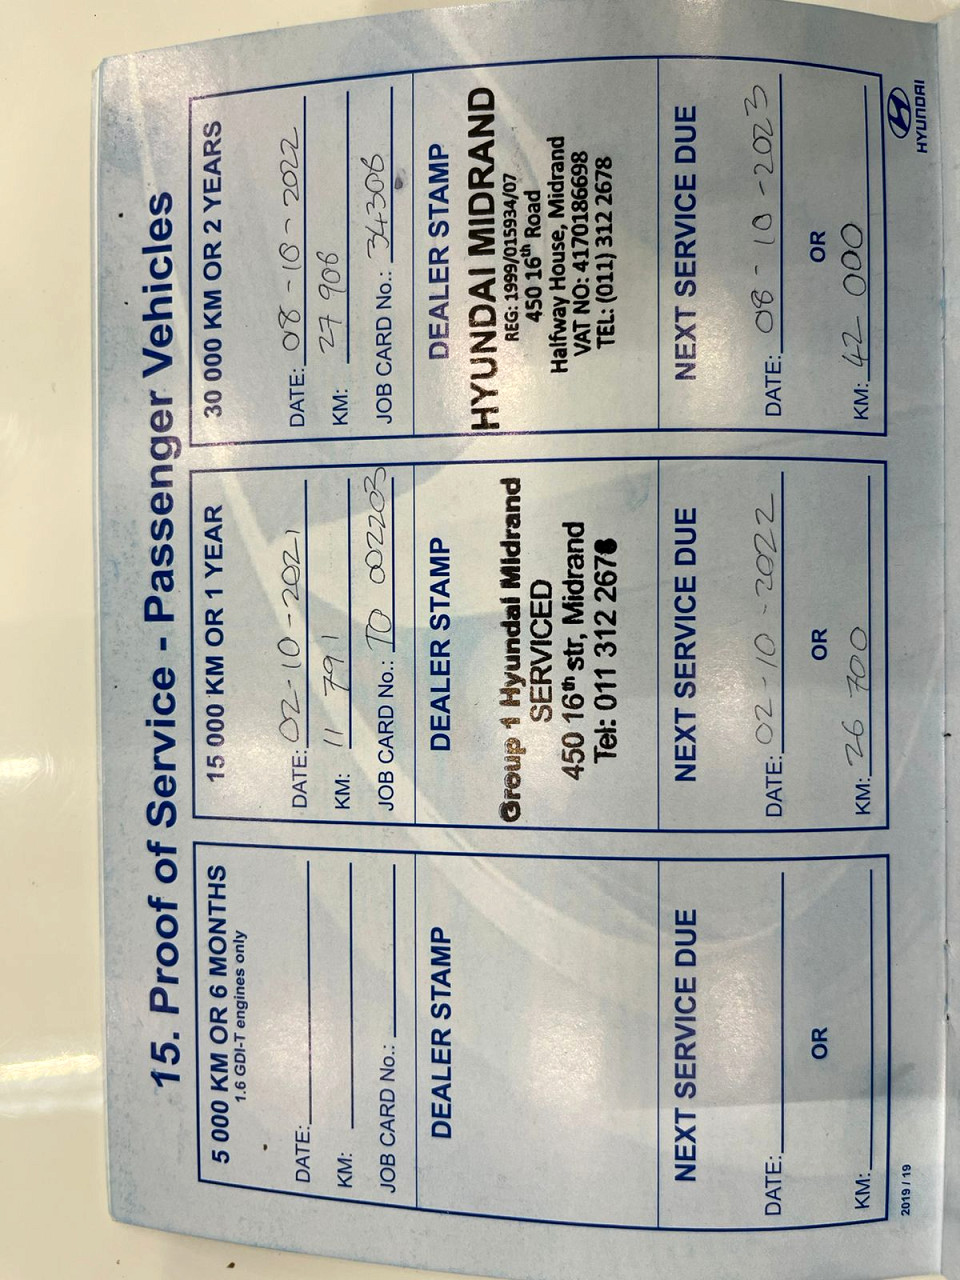 15. Proof of Service - Passenger Vehicles
5 000 KM OR 6 MONTHS
1.6 GDI-T engines only
DATE:
KM:
JOB CARD No.:
DEALER STAMP
NEXT SERVICE DUE
DATE:
OR
KM:
15 000 KM OR 1 YEAR
DATE: 02-10-2021
KM: 11 791
JOB CARD No.: TO 002203
DEALER STAMP
Group 1 Hyundai Midrand
SERVICED
450 16th str, Midrand
Tel: 011 312 2678
NEXT SERVICE DUE
DATE: 02-10-2022
OR
KM: 26 700
30 000 KM OR 2 YEARS
DATE: 08-10-2022
KM: 27 906
JOB CARD No.: 34306
DEALER STAMP
HYUNDAI MIDRAND
REG: 1999/015934/07
450 16th Road
Halfway House, Midrand
VAT NO: 4170186698
TEL: (011) 312 2678
NEXT SERVICE DUE
DATE: 08-10-2023
OR
KM: 42 000
2019 / 19
HYUNDAI